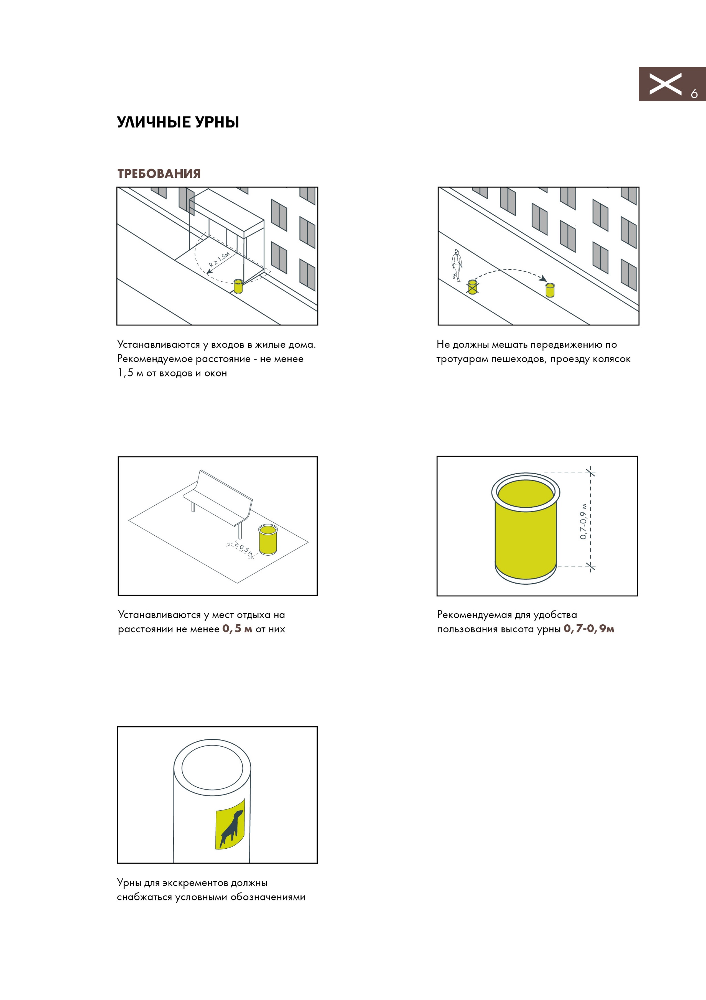 6
УЛИЧНЫЕ УРНЫ
ТРЕБОВАНИЯ
R ≥ 1,5м
Устанавливаются у входов в жилые дома.
Рекомендуемое расстояние - не менее
1,5 м от входов и окон
Не должны мешать передвижению по
тротуарам пешеходов, проезду колясок
≥ 0,5 м
Устанавливаются у мест отдыха на
расстоянии не менее 0,5 м от них
0,7-0,9 м
Рекомендуемая для удобства
пользования высота урны 0,7-0,9м
Урны для экскрементов должны
снабжаться условными обозначениями